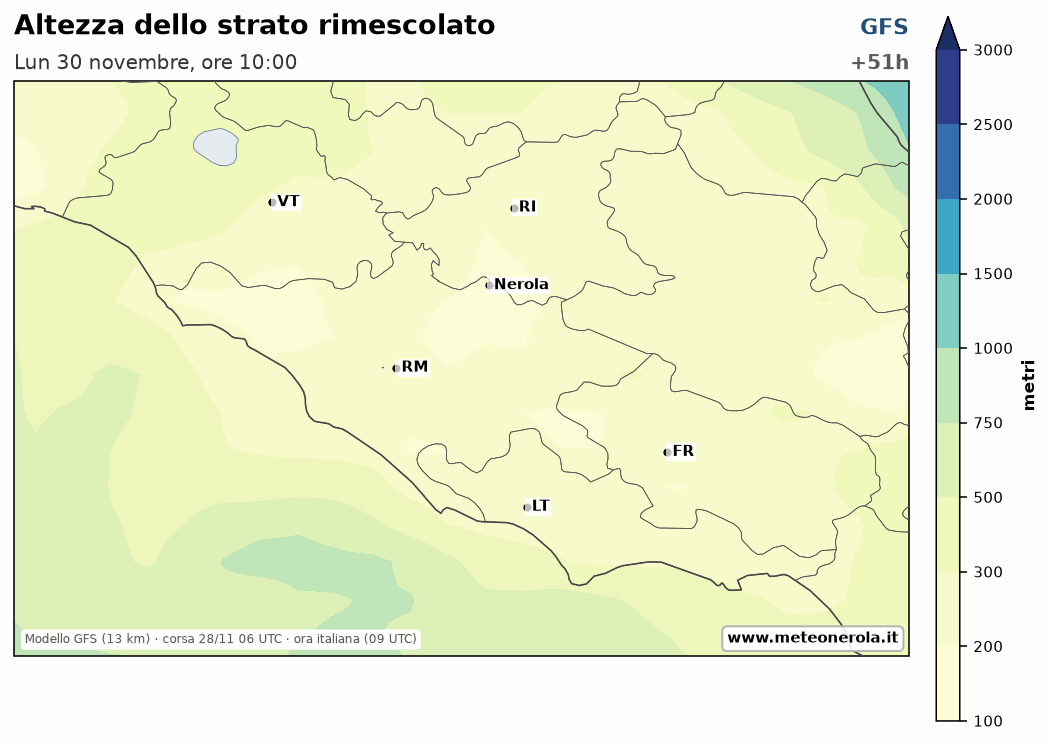 Altezza dello strato rimescolato
GFS
Lun 30 novembre, ore 10:00
+51h
3000
2500
2000
1500
1000
750
500
300
200
100
metri
VT
RI
Nerola
RM
FR
LT
Modello GFS (13 km) · corsa 28/11 06 UTC · ora italiana (09 UTC)
www.meteonerola.it